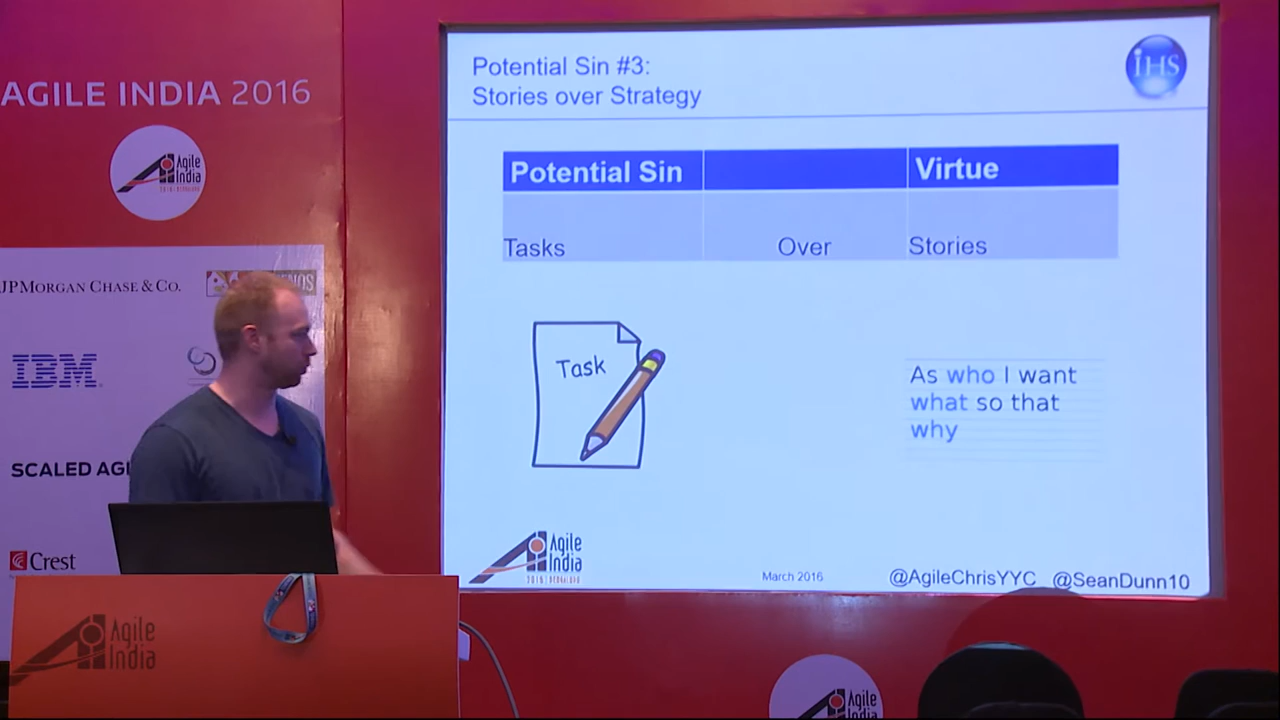 AGILE INDIA 2016
Agile
India
JPMORGAN CHASE & CO.
IBM
SCALED
Crest
Agile
India
Potential Sin #3:
Stories over Strategy
iHS
Potential Sin
Virtue
Tasks
Over
Stories
Task
As who I want
what so that
why
Agile
India
March 2016
@AgileChrisYYC
@SeanDunn10
Agile
India